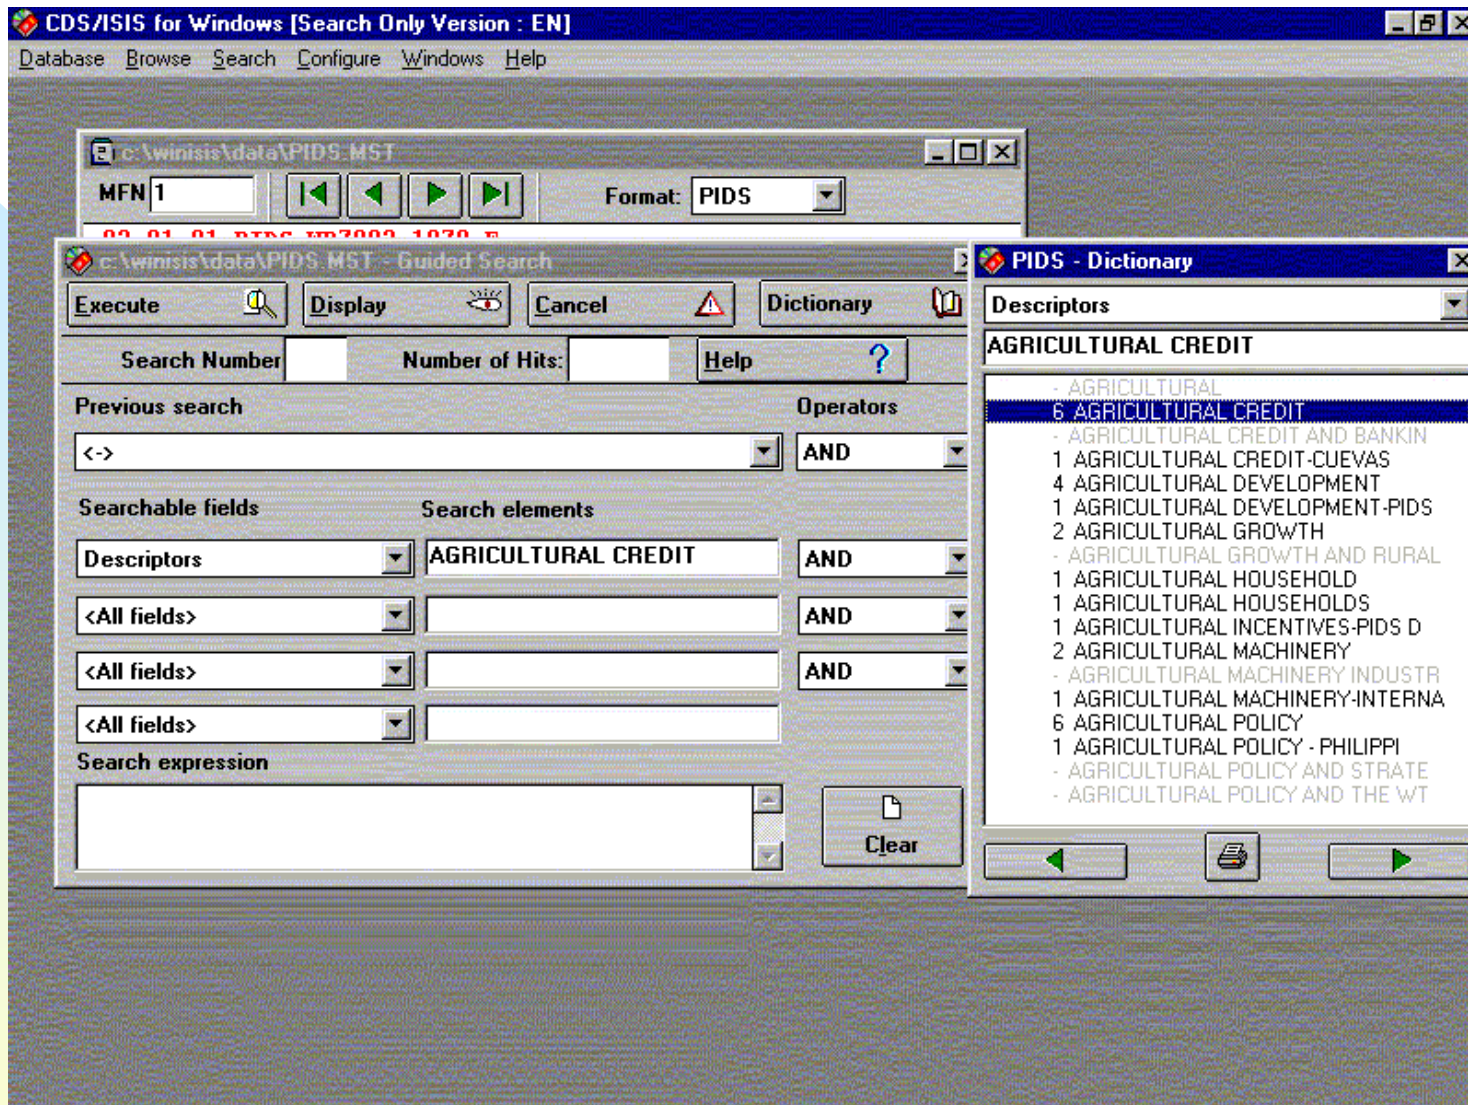 CDS/ISIS for Windows [Search Only Version : EN]
Database Browse Search Configure Windows Help
c:\winisis\data\PIDS.MST
MFN 1 Format: PIDS
c:\winisis\data\PIDS.MST - Guided Search
Execute Display Cancel Dictionary
Search Number Number of Hits: Help ?
Previous search Operators
<-> AND
Searchable fields Search elements
Descriptors AGRICULTURAL CREDIT AND
<All fields> AND
<All fields> AND
<All fields>
Search expression
Clear
PIDS - Dictionary
Descriptors
AGRICULTURAL CREDIT
- AGRICULTURAL
6 AGRICULTURAL CREDIT
- AGRICULTURAL CREDIT AND BANKIN
1 AGRICULTURAL CREDIT-CUEVAS
4 AGRICULTURAL DEVELOPMENT
1 AGRICULTURAL DEVELOPMENT-PIDS
2 AGRICULTURAL GROWTH
- AGRICULTURAL GROWTH AND RURAL
1 AGRICULTURAL HOUSEHOLD
1 AGRICULTURAL HOUSEHOLDS
1 AGRICULTURAL INCENTIVES-PIDS D
2 AGRICULTURAL MACHINERY
- AGRICULTURAL MACHINERY INDUSTR
1 AGRICULTURAL MACHINERY-INTERNA
6 AGRICULTURAL POLICY
1 AGRICULTURAL POLICY - PHILIPPI
- AGRICULTURAL POLICY AND STRATE
- AGRICULTURAL POLICY AND THE WT